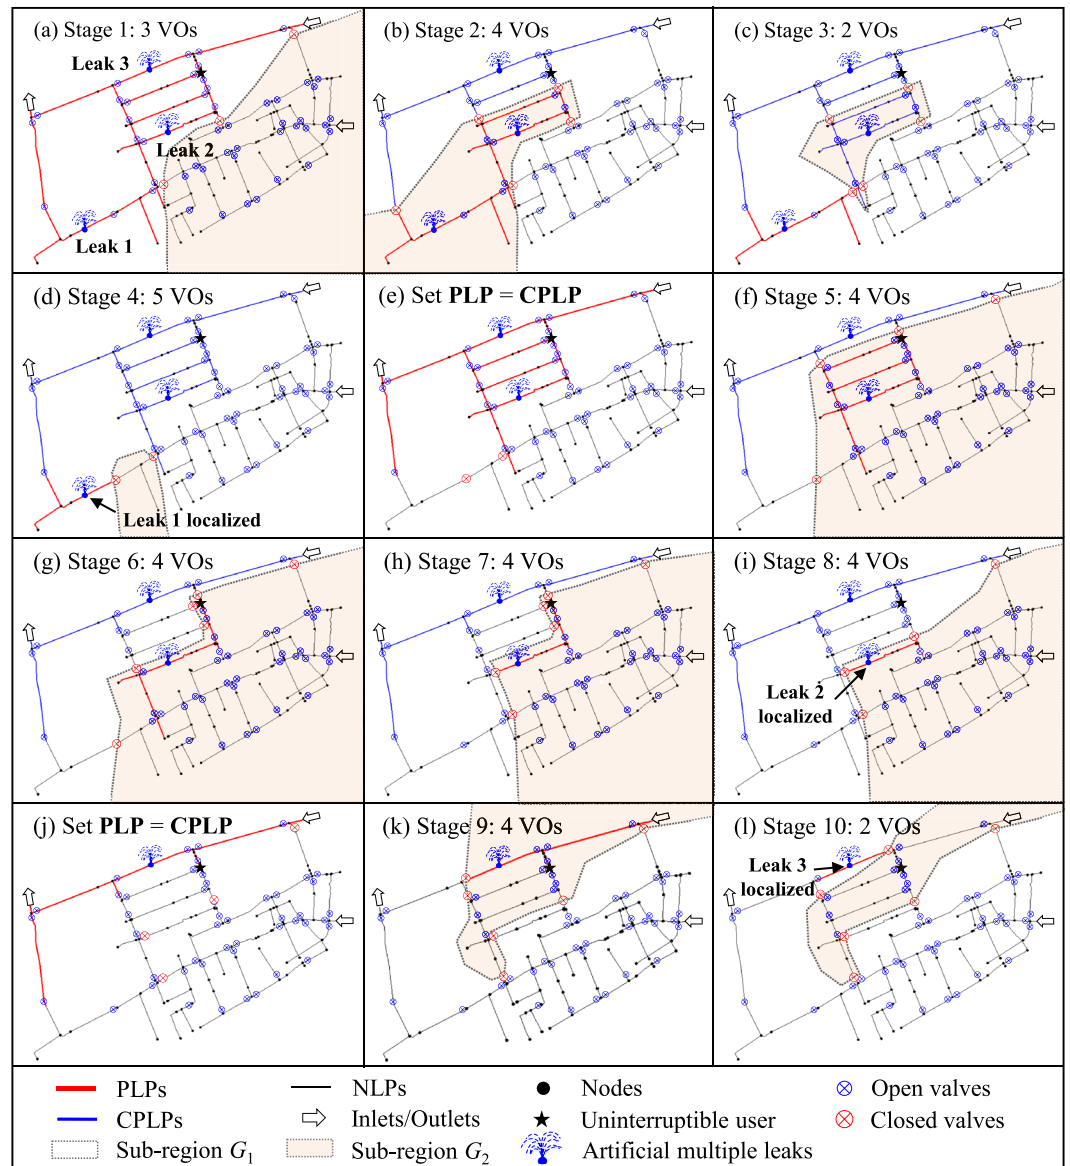 (a) Stage 1: 3 VOs
Leak 3
Leak 2
Leak 1
(b) Stage 2: 4 VOs
(c) Stage 3: 2 VOs
(d) Stage 4: 5 VOs
Leak 1 localized
(e) Set PLP = CPLP
(f) Stage 5: 4 VOs
(g) Stage 6: 4 VOs
(h) Stage 7: 4 VOs
(i) Stage 8: 4 VOs
Leak 2
localized
(j) Set PLP = CPLP
(k) Stage 9: 4 VOs
(l) Stage 10: 2 VOs
Leak 3
localized
PLPs
NLPs
Nodes
Open valves
CPLPs
Inlets/Outlets
Uninterruptible user
Closed valves
Sub-region G1
Sub-region G2
Artificial multiple leaks